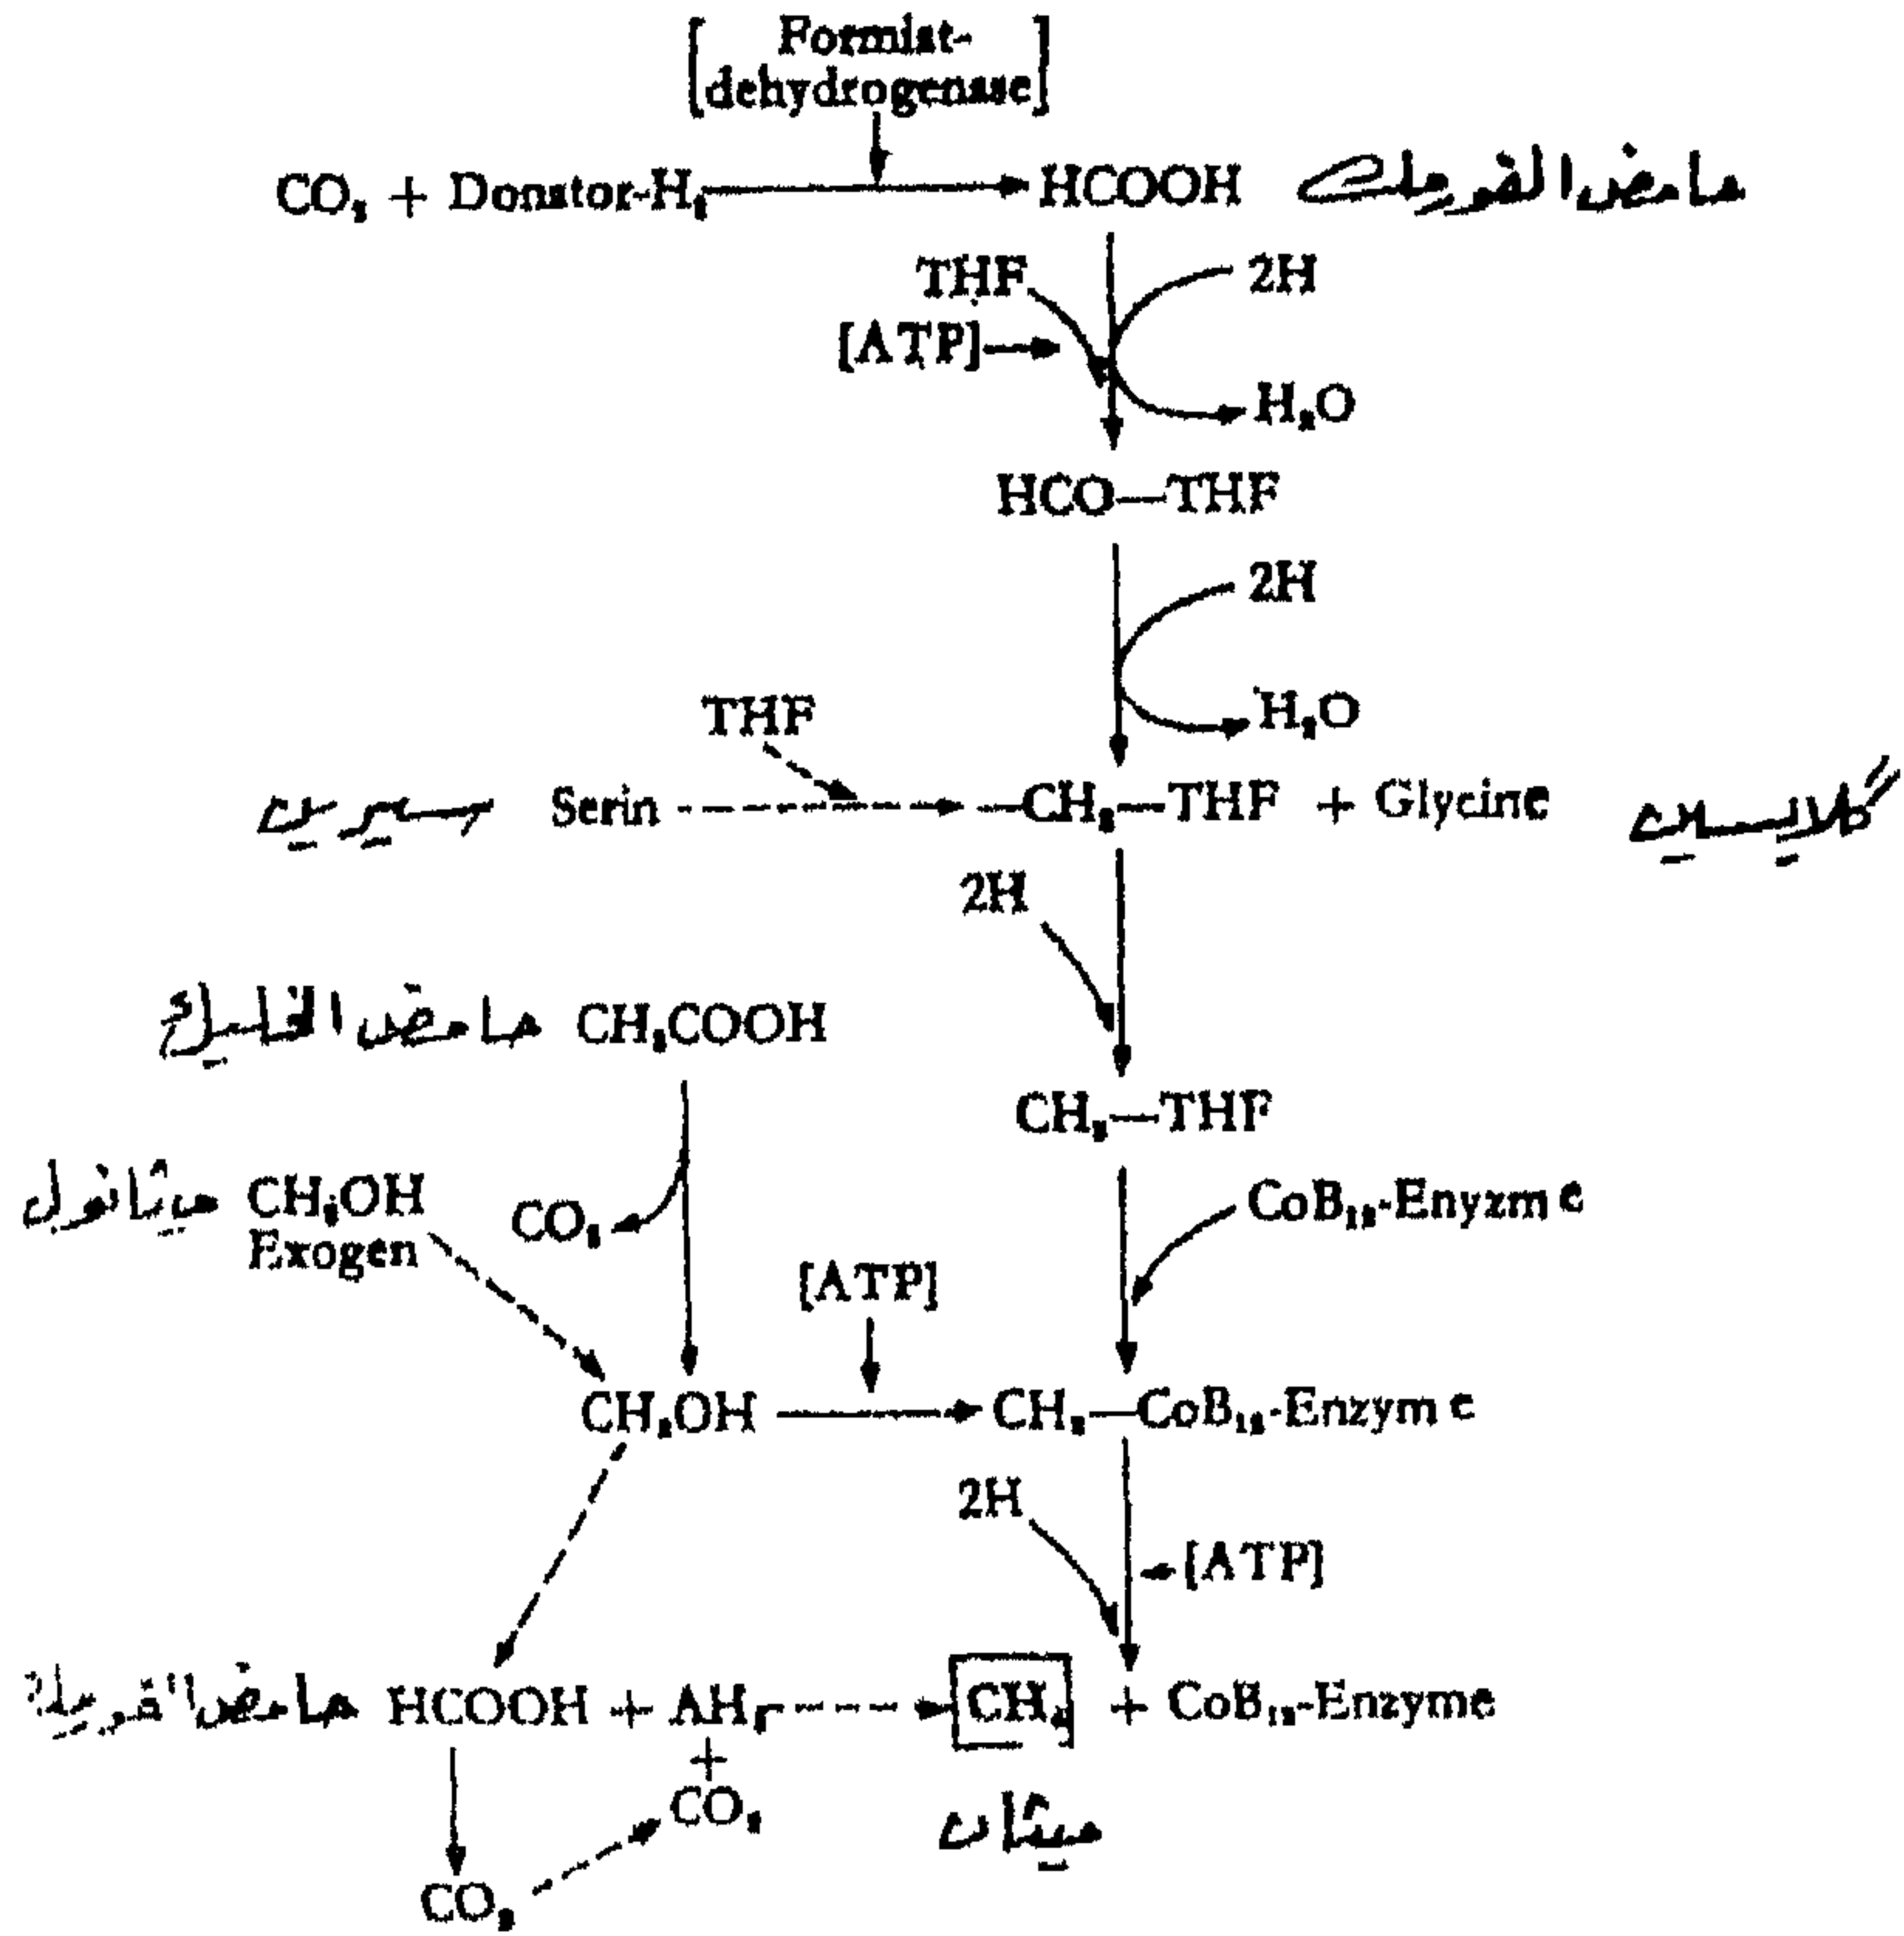 [Formiat-
dehydrogenase]
CO₂ + Donator-H₂ HCOOH حامض الفورميك
THF 2H
[ATP]
H₂O
HCO—THF
2H
THF H₂O
سيرين Serin —CH₂—THF + Glycine كلايسين
2H
حامض الخليك CH₃COOH
CH₃—THF
ميثانول CH₃OH CO₂ CoB₁₂-Enyzme
Exogen
[ATP]
CH₃OH CH₃—CoB₁₂-Enzyme
2H
[ATP]
حامض HCOOH + AH₂ CH₄ + CoB₁₂-Enzyme
+
CO₂ ميثان
CO₂